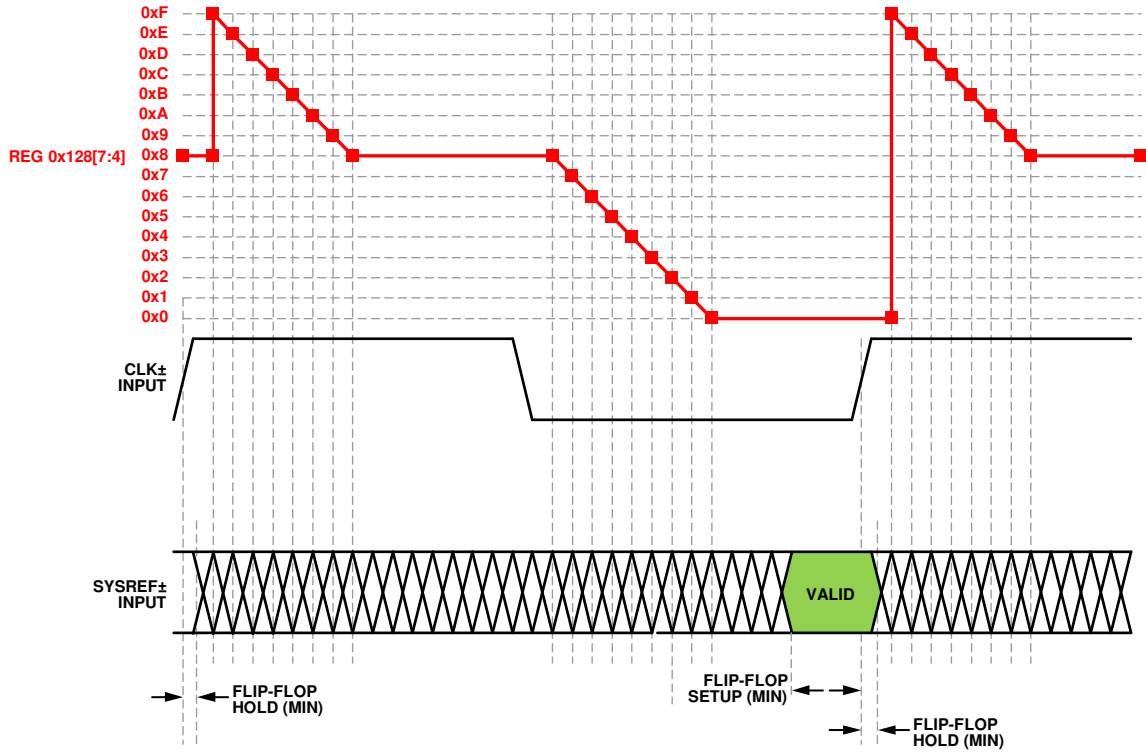 0xF
0xE
0xD
0xC
0xB
0xA
0x9
REG 0x128[7:4] 0x8
0x7
0x6
0x5
0x4
0x3
0x2
0x1
0x0
CLK±
INPUT
SYSREF±
INPUT
VALID
FLIP-FLOP
HOLD (MIN)
FLIP-FLOP
SETUP (MIN)
FLIP-FLOP
HOLD (MIN)